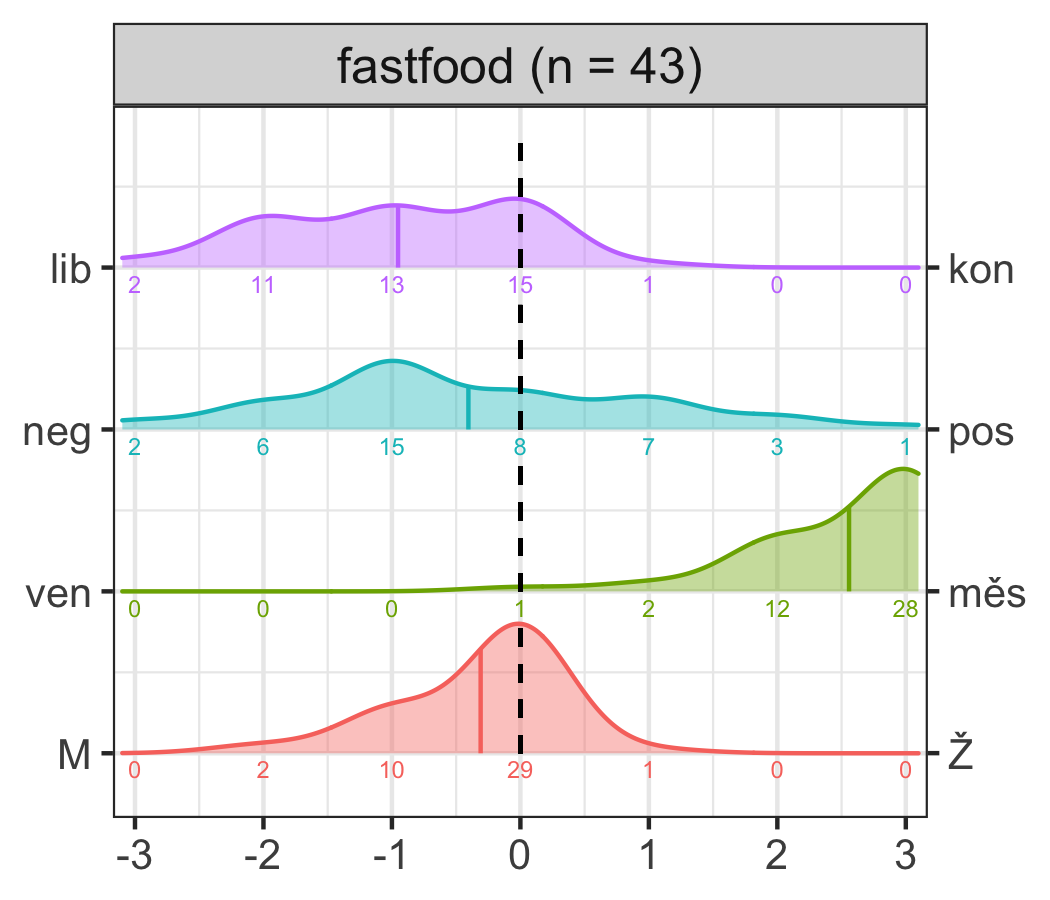 fastfood (n = 43)
lib kon
2 11 13 15 1 0 0
neg pos
2 6 15 8 7 3 1
ven měs
0 0 0 1 2 12 28
M Ž
0 2 10 29 1 0 0
-3 -2 -1 0 1 2 3